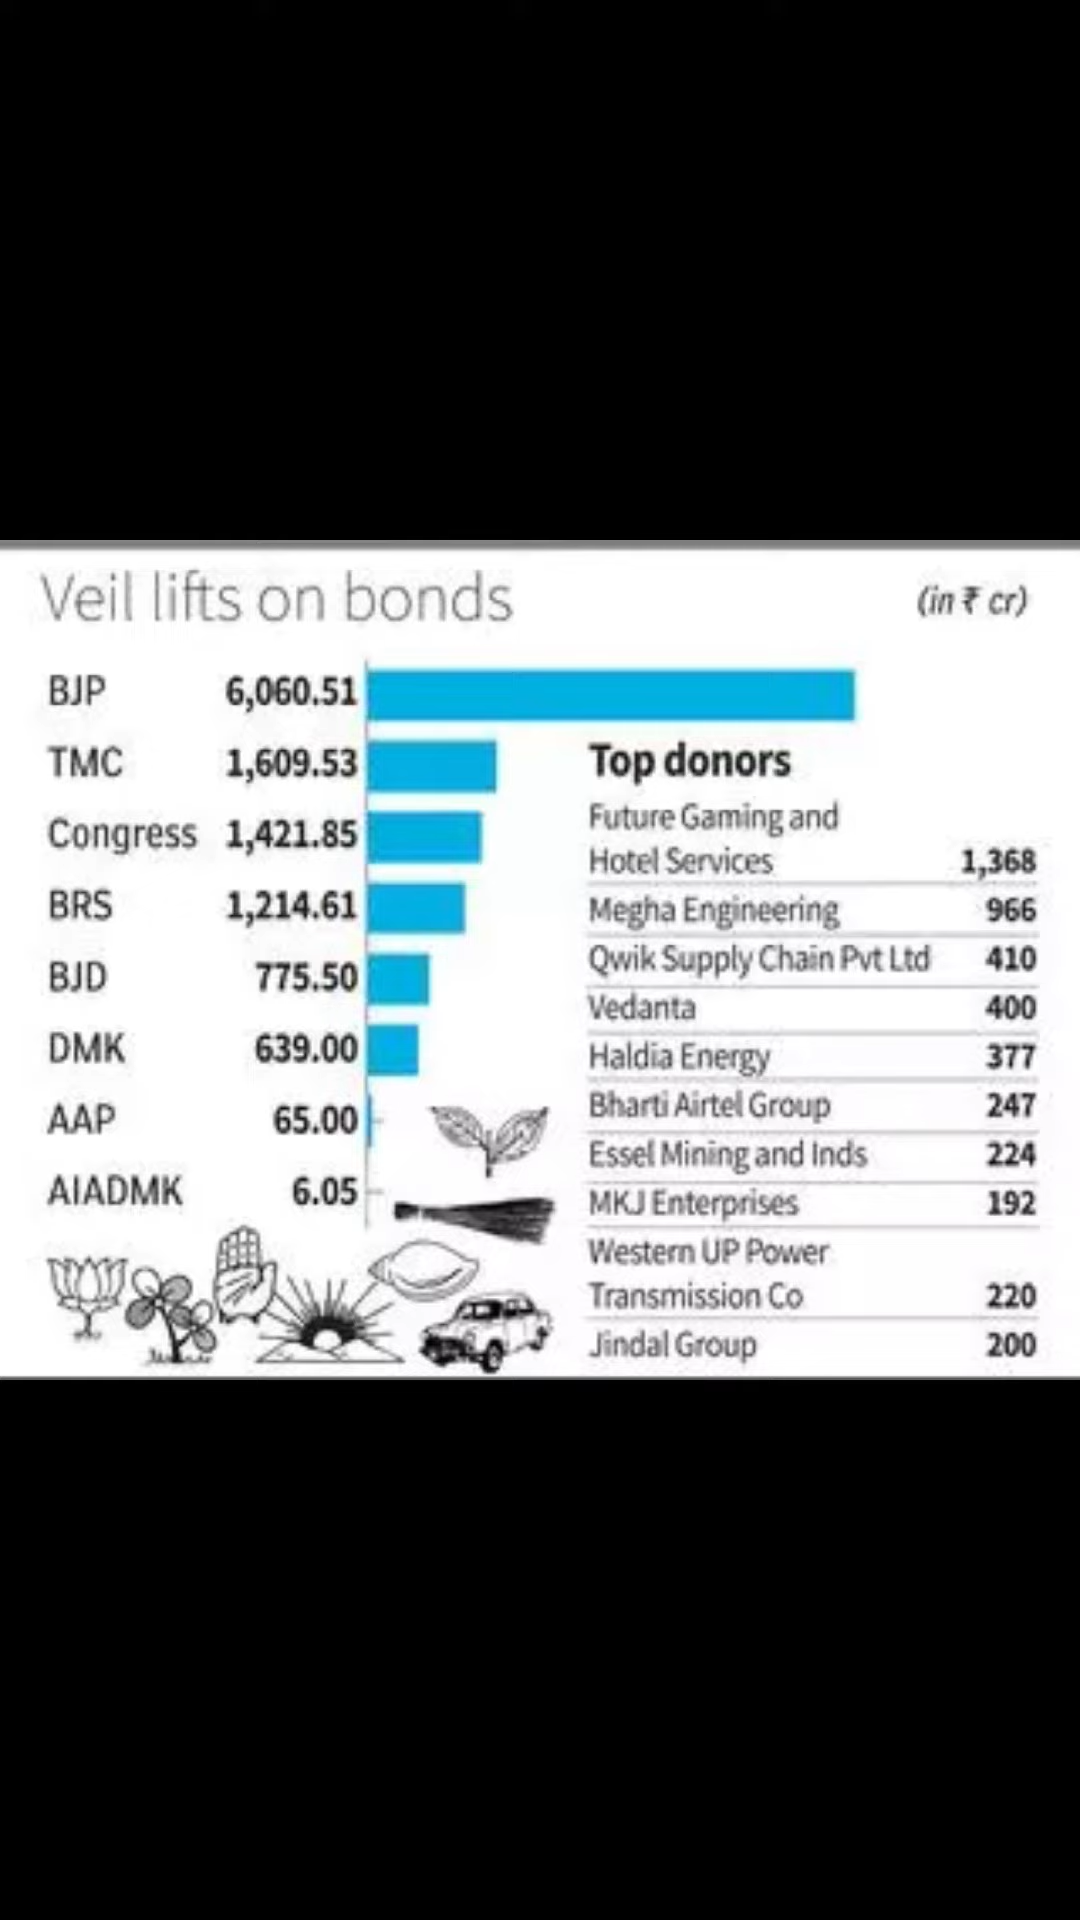 Veil lifts on bonds
(in ₹ cr)
BJP 6,060.51
TMC 1,609.53
Congress 1,421.85
BRS 1,214.61
BJD 775.50
DMK 639.00
AAP 65.00
AIADMK 6.05
Top donors
Future Gaming and
Hotel Services 1,368
Megha Engineering 966
Qwik Supply Chain Pvt Ltd 410
Vedanta 400
Haldia Energy 377
Bharti Airtel Group 247
Essel Mining and Inds 224
MKJ Enterprises 192
Western UP Power
Transmission Co 220
Jindal Group 200